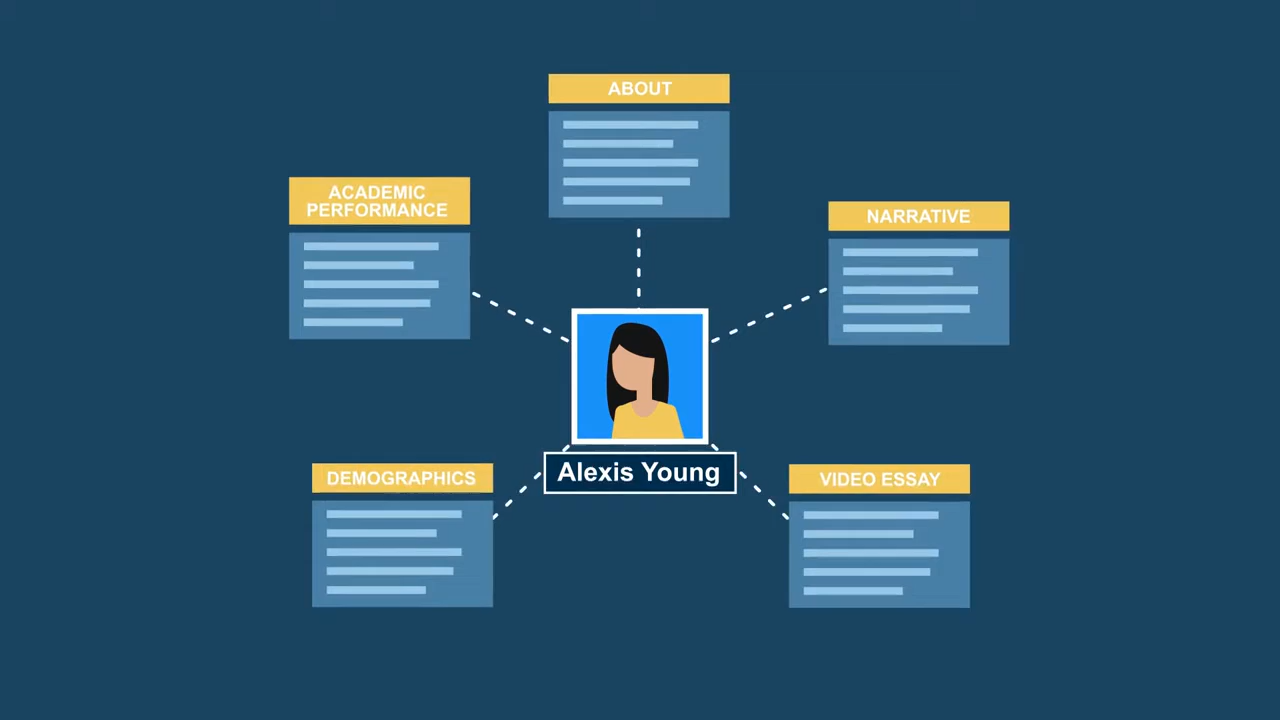 ABOUT
ACADEMIC
PERFORMANCE
NARRATIVE
Alexis Young
DEMOGRAPHICS
VIDEO ESSAY